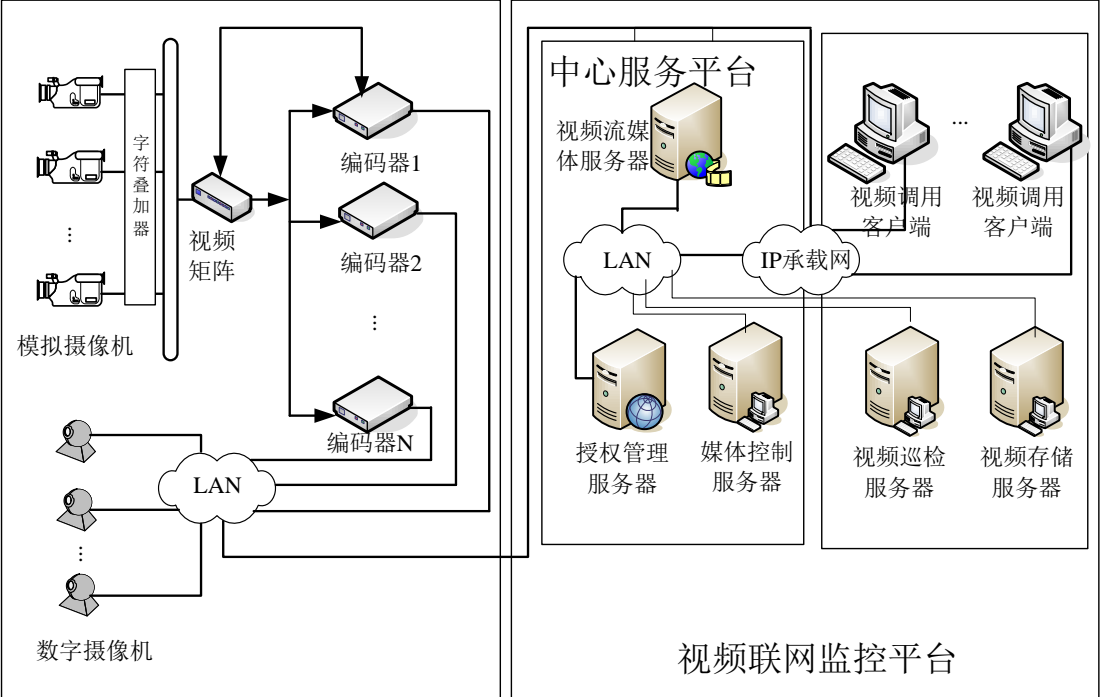 字
符
叠
加
器
编码器1
视频
矩阵
编码器2
⋮
编码器N
⋮
模拟摄像机
LAN
⋮
数字摄像机
中心服务平台
视频流媒
体服务器
...
视频调用
客户端
视频调用
客户端
LAN
IP承载网
授权管理
服务器
媒体控制
服务器
视频巡检
服务器
视频存储
服务器
视频联网监控平台